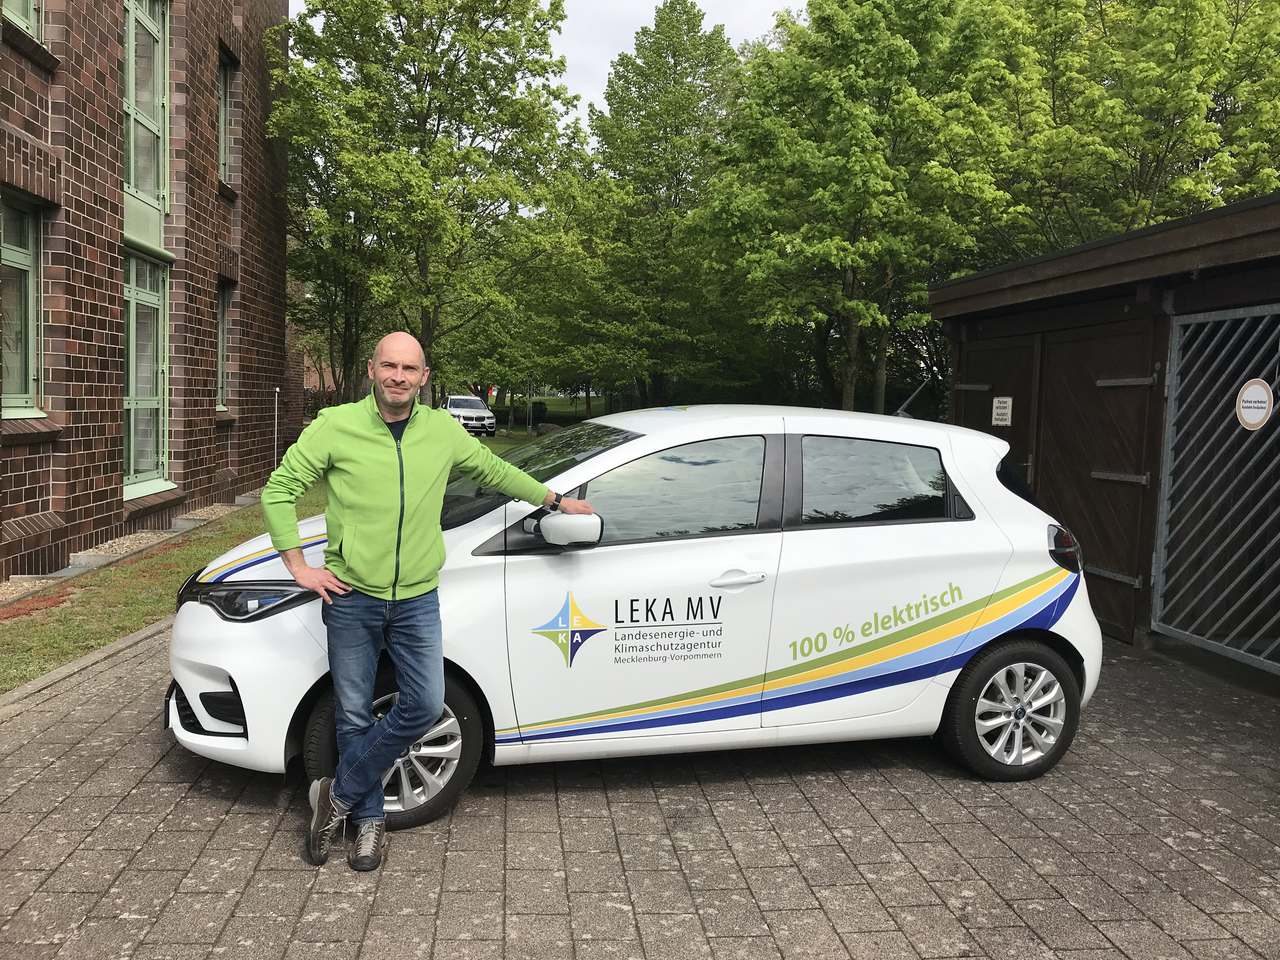 L E
K A
LEKA MV
Landesenergie- und
Klimaschutzagentur
Mecklenburg-Vorpommern
100 % elektrisch